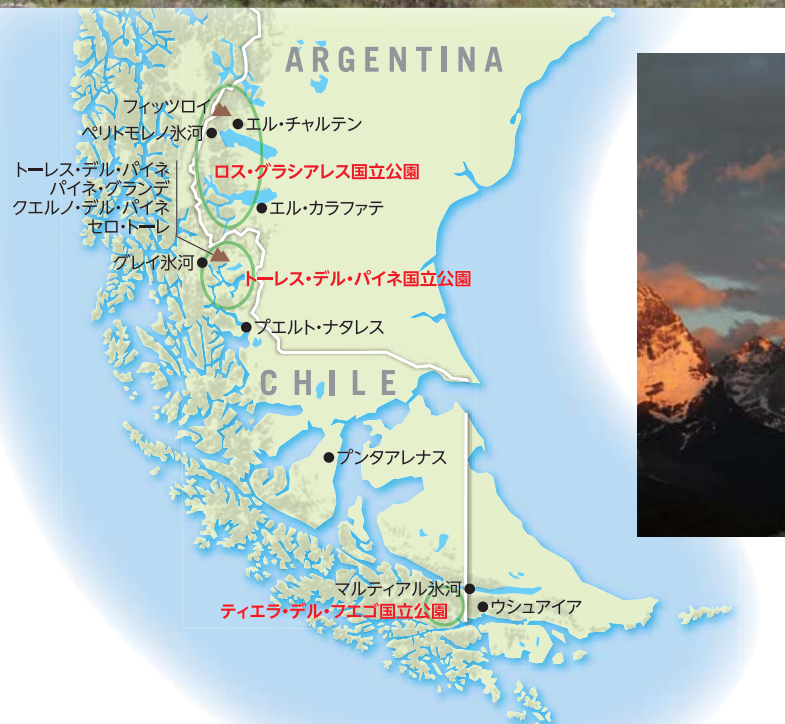 ARGENTINA
フィッツロイ
エル・チャルテン
ペリトモレノ氷河
トーレス・デル・パイネ
パイネ・グランデ
クエルノ・デル・パイネ
セロ・トーレ
ロス・グラシアレス国立公園
エル・カラファテ
グレイ氷河
トーレス・デル・パイネ国立公園
プエルト・ナタレス
CHILE
プンタアレナス
マルティアル氷河
ウシュアイア
ティエラ・デル・フエゴ国立公園